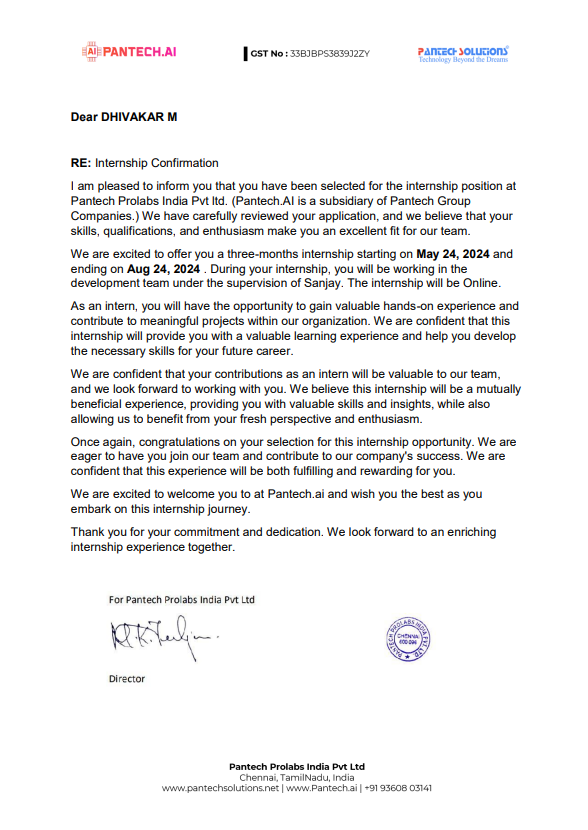 PANTECH.AI
GST No : 33BJBPS3839J2ZY
PANTECH SOLUTIONS
Technology Beyond the Dreams
Dear DHIVAKAR M
RE: Internship Confirmation
I am pleased to inform you that you have been selected for the internship position at
Pantech Prolabs India Pvt ltd. (Pantech.AI is a subsidiary of Pantech Group
Companies.) We have carefully reviewed your application, and we believe that your
skills, qualifications, and enthusiasm make you an excellent fit for our team.
We are excited to offer you a three-months internship starting on May 24, 2024 and
ending on Aug 24, 2024 . During your internship, you will be working in the
development team under the supervision of Sanjay. The internship will be Online.
As an intern, you will have the opportunity to gain valuable hands-on experience and
contribute to meaningful projects within our organization. We are confident that this
internship will provide you with a valuable learning experience and help you develop
the necessary skills for your future career.
We are confident that your contributions as an intern will be valuable to our team,
and we look forward to working with you. We believe this internship will be a mutually
beneficial experience, providing you with valuable skills and insights, while also
allowing us to benefit from your fresh perspective and enthusiasm.
Once again, congratulations on your selection for this internship opportunity. We are
eager to have you join our team and contribute to our company's success. We are
confident that this experience will be both fulfilling and rewarding for you.
We are excited to welcome you to at Pantech.ai and wish you the best as you
embark on this internship journey.
Thank you for your commitment and dedication. We look forward to an enriching
internship experience together.
For Pantech Prolabs India Pvt Ltd
PANTECH PROLABS INDIA PVT LTD
CHENNAI
Director
Pantech Prolabs India Pvt Ltd
Chennai, TamilNadu, India
www.pantechsolutions.net | www.Pantech.ai | +91 93608 03141